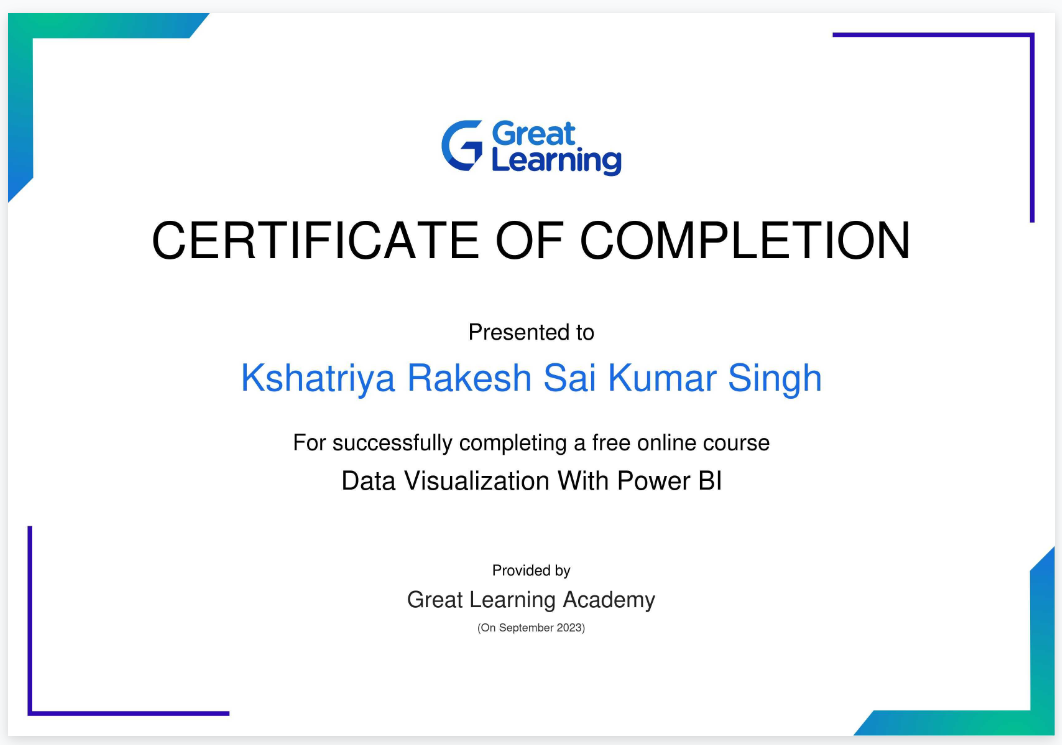 Great
Learning
CERTIFICATE OF COMPLETION
Presented to
Kshatriya Rakesh Sai Kumar Singh
For successfully completing a free online course
Data Visualization With Power BI
Provided by
Great Learning Academy
(On September 2023)